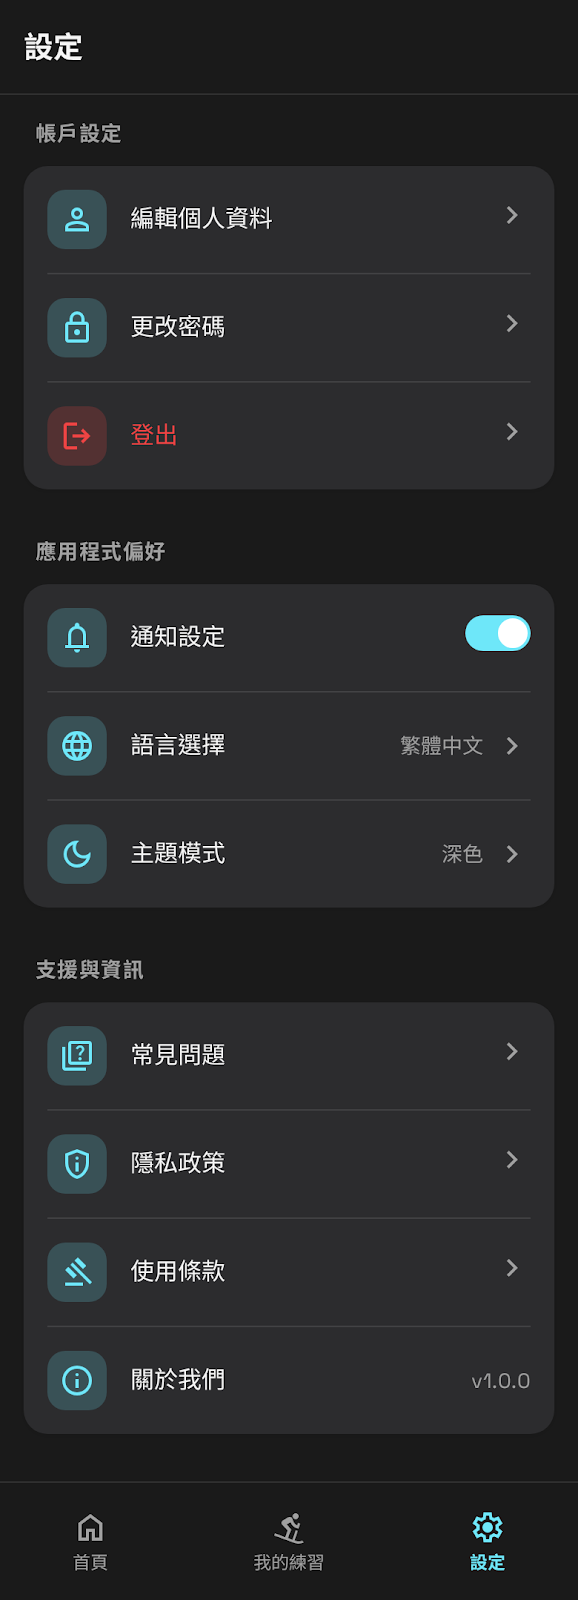 設定
帳戶設定
編輯個人資料
更改密碼
登出
應用程式偏好
通知設定
語言選擇 繁體中文
主題模式 深色
支援與資訊
常見問題
隱私政策
使用條款
關於我們 v1.0.0
首頁 我的練習 設定